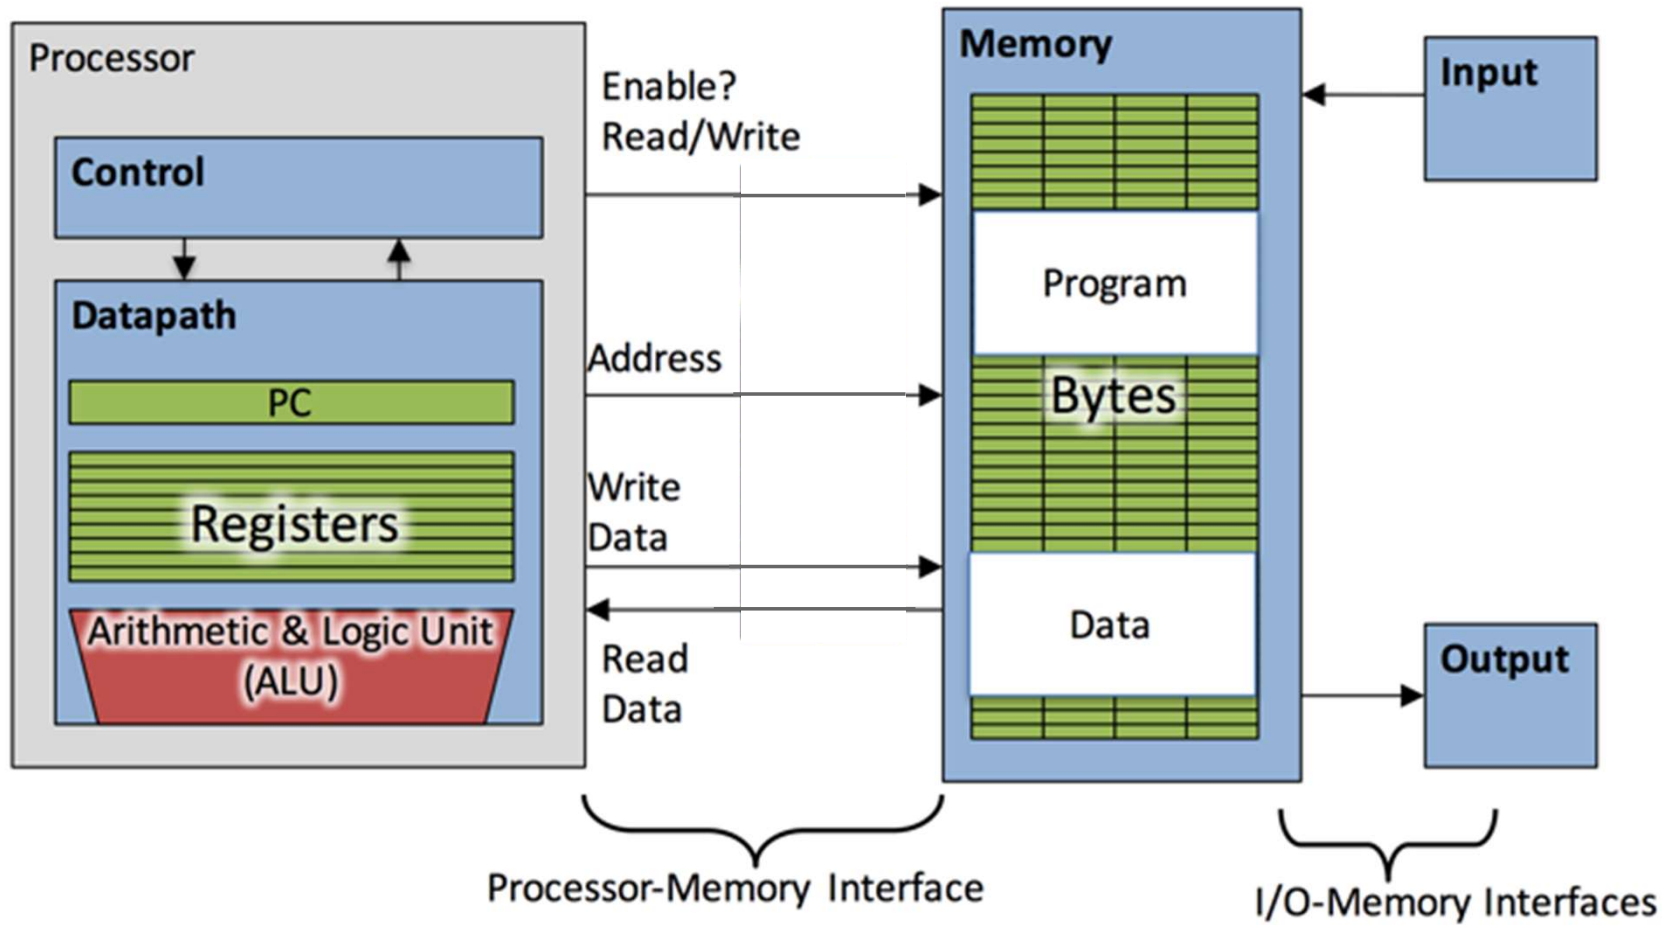 Processor
Control
Datapath
PC
Registers
Arithmetic & Logic Unit
(ALU)
Enable?
Read/Write
Address
Write
Data
Read
Data
Memory
Program
Bytes
Data
Input
Output
Processor-Memory Interface
I/O-Memory Interfaces